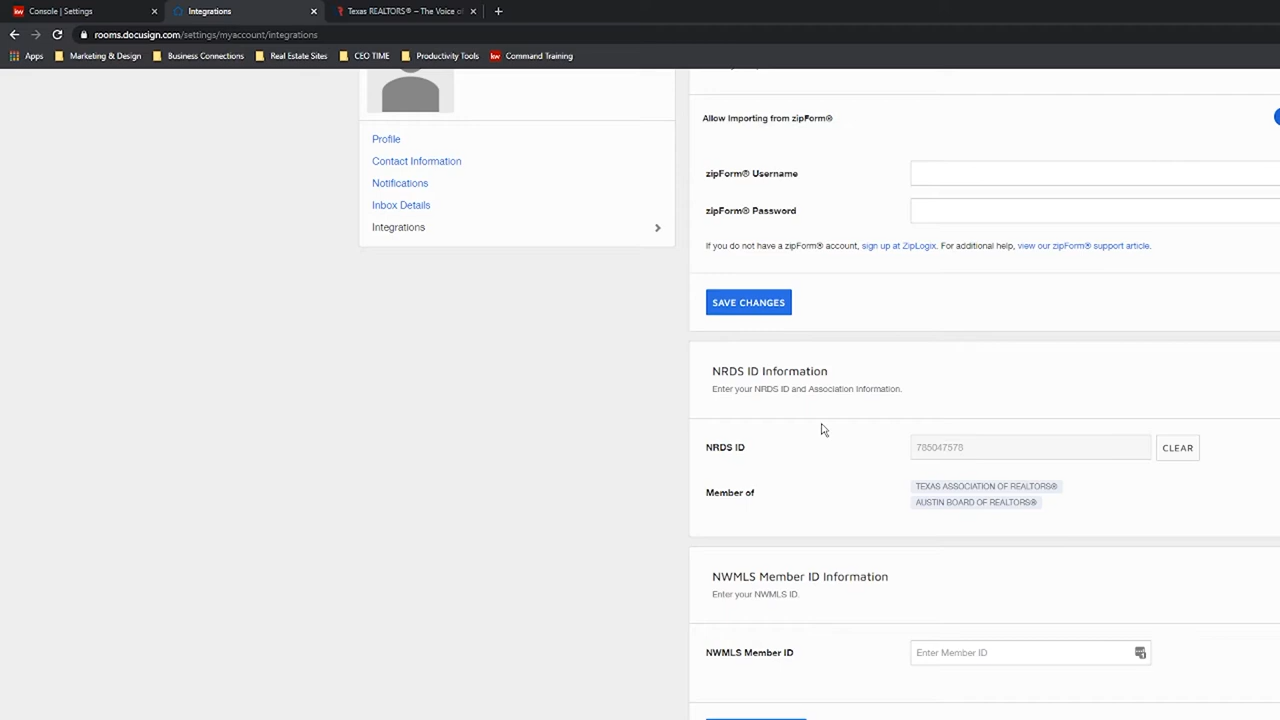 Console | Settings
Integrations
Texas REALTORS® – The Voice of
rooms.docusign.com/settings/myaccount/integrations
Apps
Marketing & Design
Business Connections
Real Estate Sites
CEO TIME
Productivity Tools
kw
Command Training
Profile
Contact Information
Notifications
Inbox Details
Integrations
Allow Importing from zipForm®
zipForm® Username
zipForm® Password
If you do not have a zipForm® account, sign up at ZipLogix. For additional help, view our zipForm® support article.
SAVE CHANGES
NRDS ID Information
Enter your NRDS ID and Association Information.
NRDS ID
785047578
CLEAR
Member of
TEXAS ASSOCIATION OF REALTORS®
AUSTIN BOARD OF REALTORS®
NWMLS Member ID Information
Enter your NWMLS ID.
NWMLS Member ID
Enter Member ID